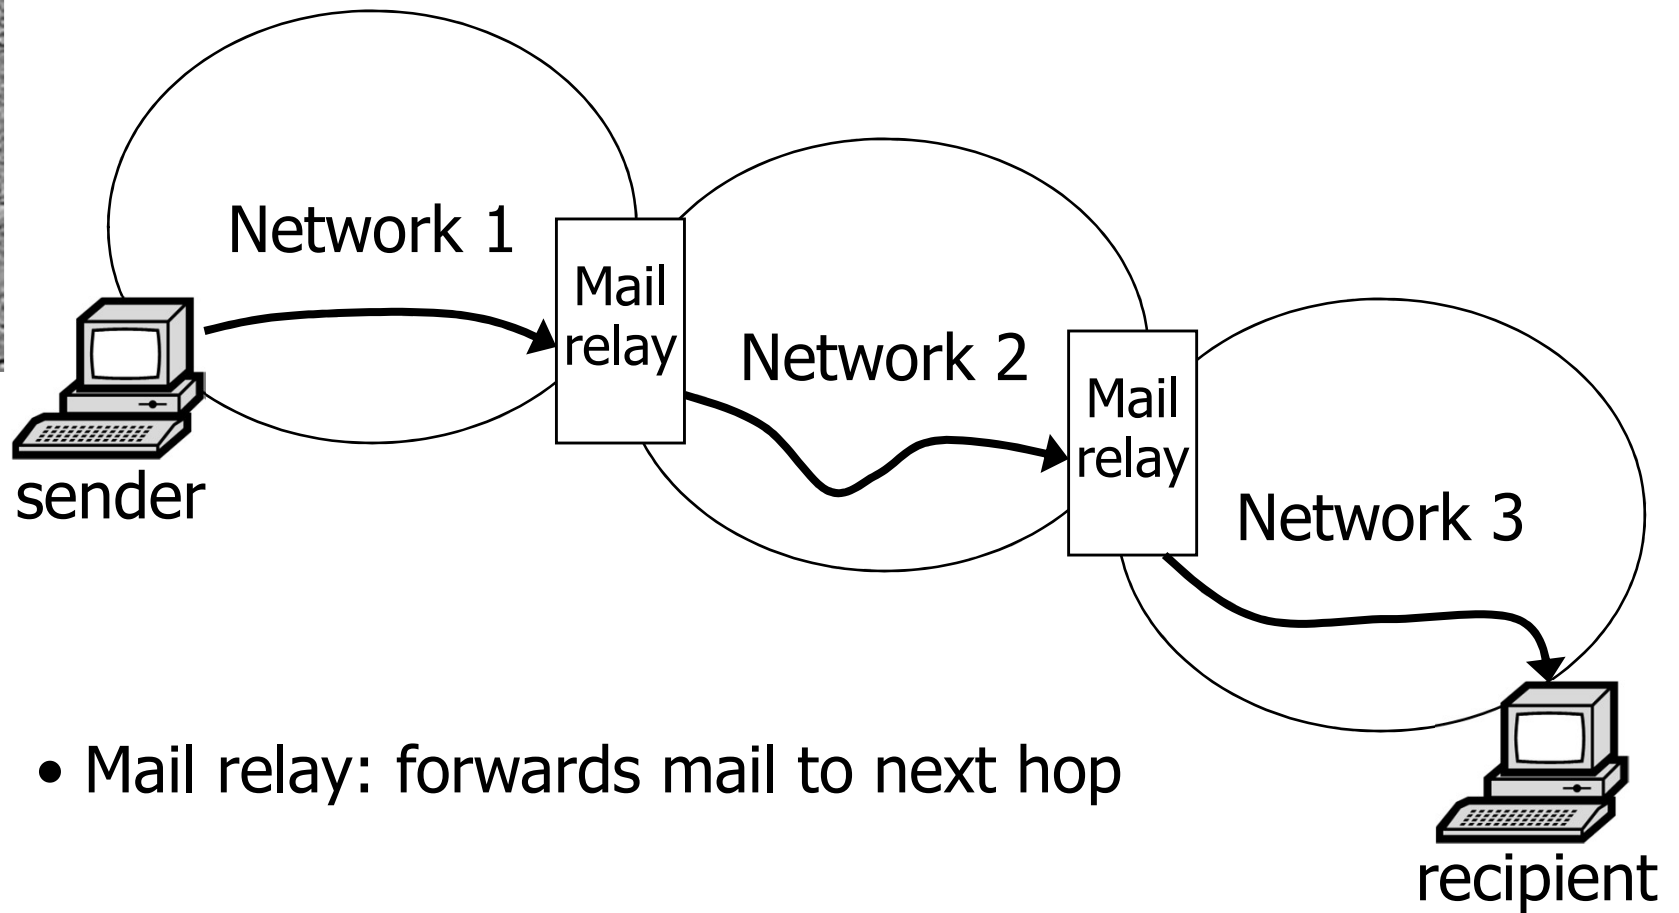 Network 1
Mail
relay
Network 2
Mail
relay
sender
Network 3
• Mail relay: forwards mail to next hop
recipient